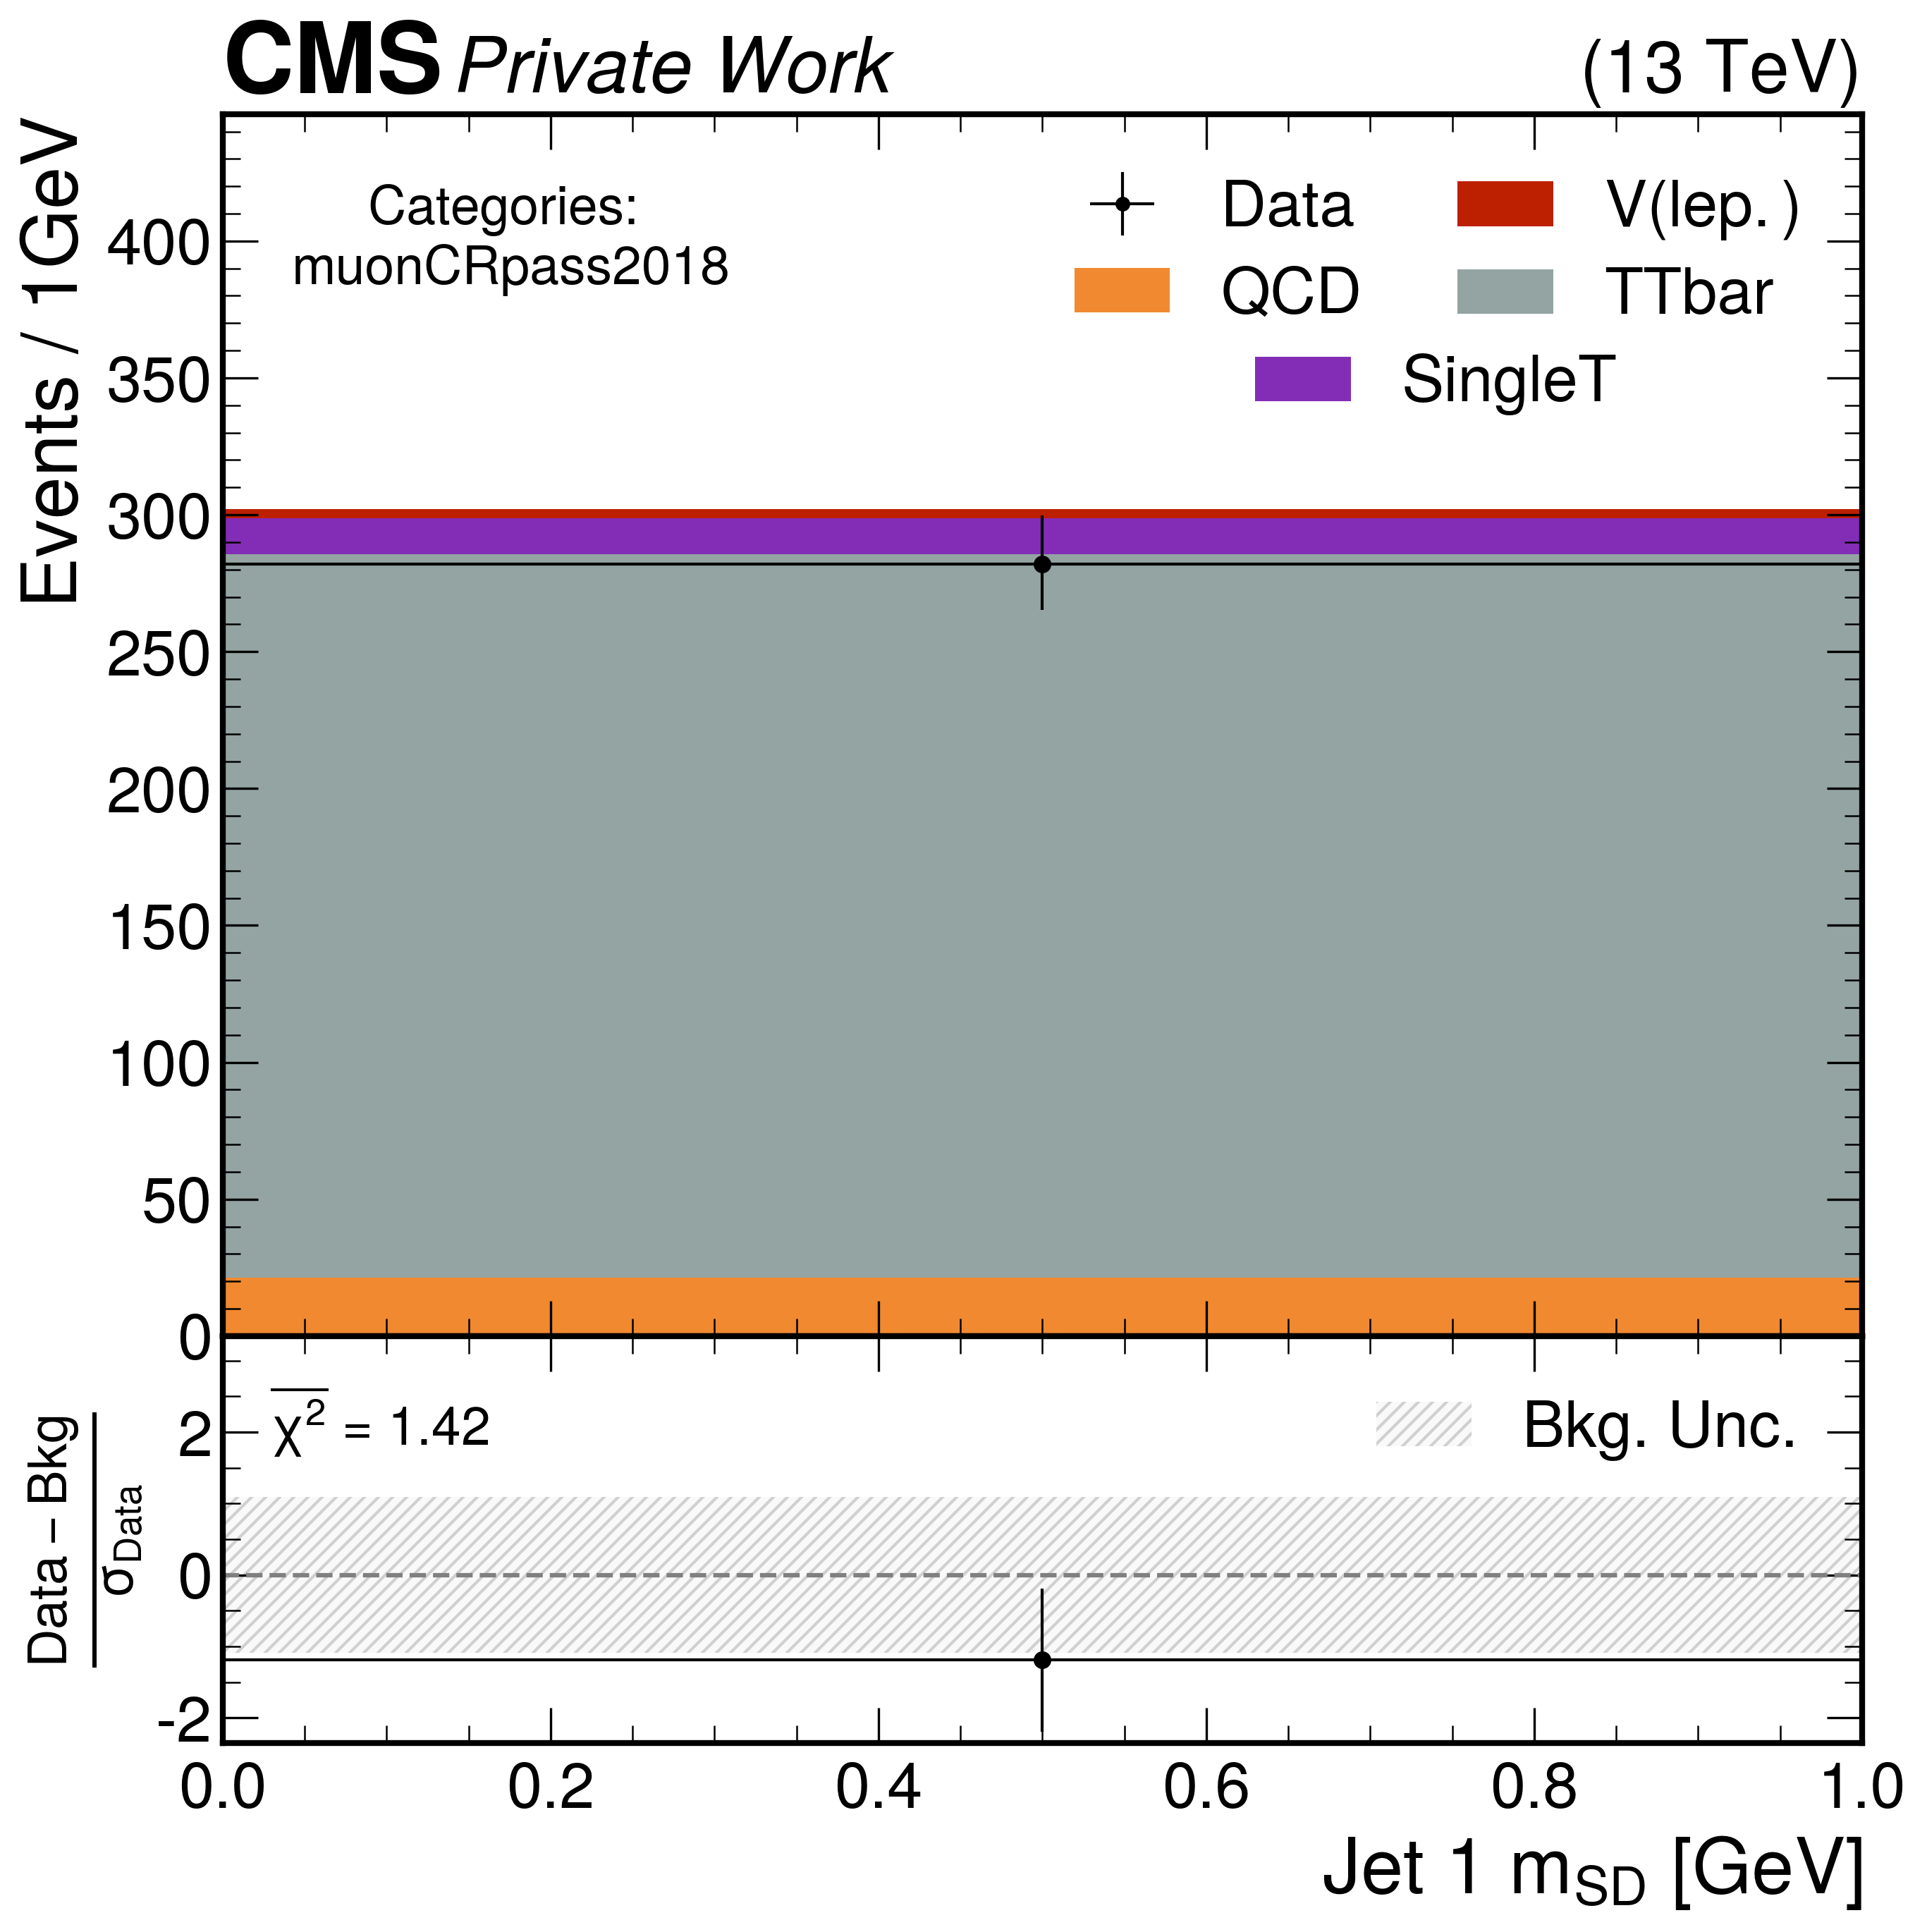 CMS Private Work (13 TeV)
Events / 1GeV
Categories:
muonCRpass2018
Data V(lep.)
QCD TTbar
SingleT
400
350
300
250
200
150
100
50
0
χ² = 1.42
Bkg. Unc.
Data – Bkg
σData
2
0
-2
0.0 0.2 0.4 0.6 0.8 1.0
Jet 1 mSD [GeV]